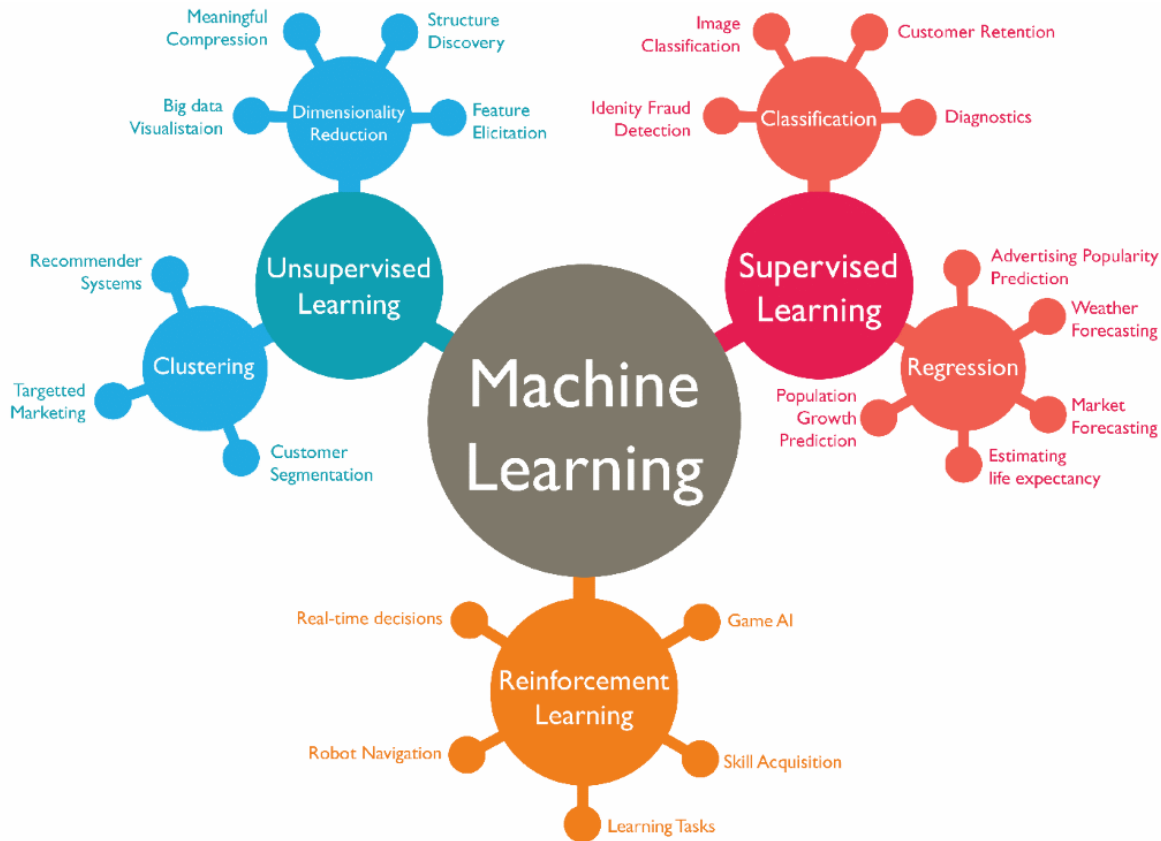 Meaningful
Compression
Structure
Discovery
Big data
Visualistaion
Dimensionality
Reduction
Feature
Elicitation
Image
Classification
Customer Retention
Idenity Fraud
Detection
Classification
Diagnostics
Recommender
Systems
Unsupervised
Learning
Clustering
Targetted
Marketing
Customer
Segmentation
Machine
Learning
Supervised
Learning
Advertising Popularity
Prediction
Weather
Forecasting
Regression
Population
Growth
Prediction
Market
Forecasting
Estimating
life expectancy
Real-time decisions
Game AI
Reinforcement
Learning
Robot Navigation
Skill Acquisition
Learning Tasks